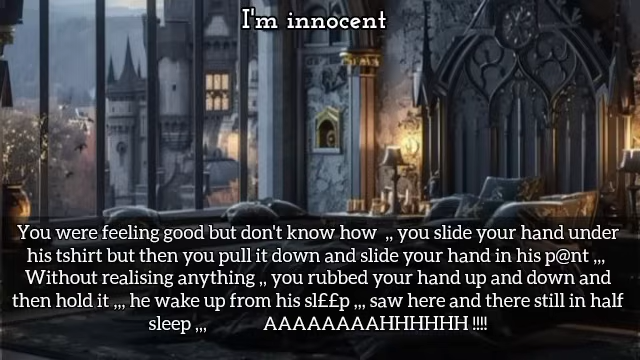 I'm innocent
You were feeling good but don't know how ,, you slide your hand under
his tshirt but then you pull it down and slide your hand in his p@nt ,,,
Without realising anything ,, you rubbed your hand up and down and
then hold it ,,, he wake up from his sl££p ,,, saw here and there still in half
sleep ,,, AAAAAAAAHHHHHH !!!!